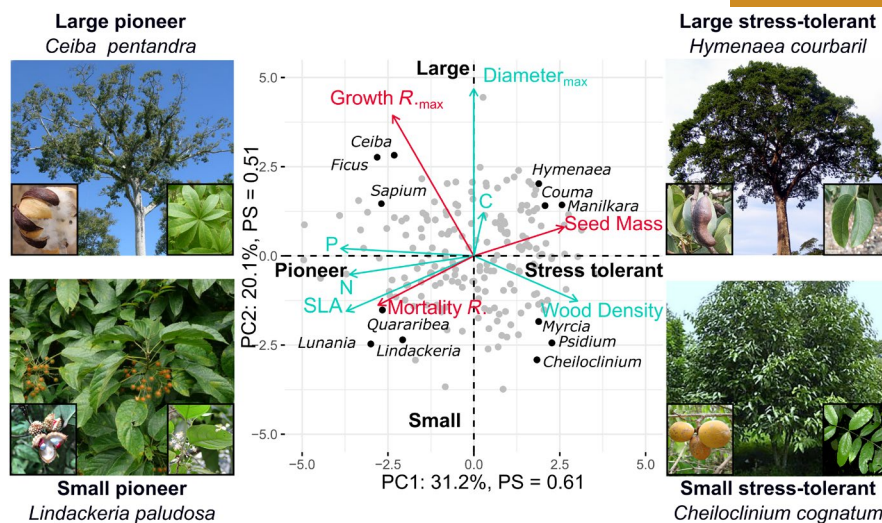 Large pioneer
Ceiba pentandra
Large stress-tolerant
Hymenaea courbaril
Large
Diameter max
Growth R.max
Ceiba
Ficus
Sapium
Hymenaea
Couma
Manilkara
C
Seed Mass
P
Pioneer
Stress tolerant
N
SLA
Mortality R.
Wood Density
Quararibea
Myrcia
Lunania
Lindackeria
Psidium
Cheiloclinium
Small
5.0
2.5
0.0
−2.5
−5.0
PC2: 20.1%, PS = 0.51
−5.0
−2.5
0.0
2.5
5.0
PC1: 31.2%, PS = 0.61
Small pioneer
Lindackeria paludosa
Small stress-tolerant
Cheiloclinium cognatum